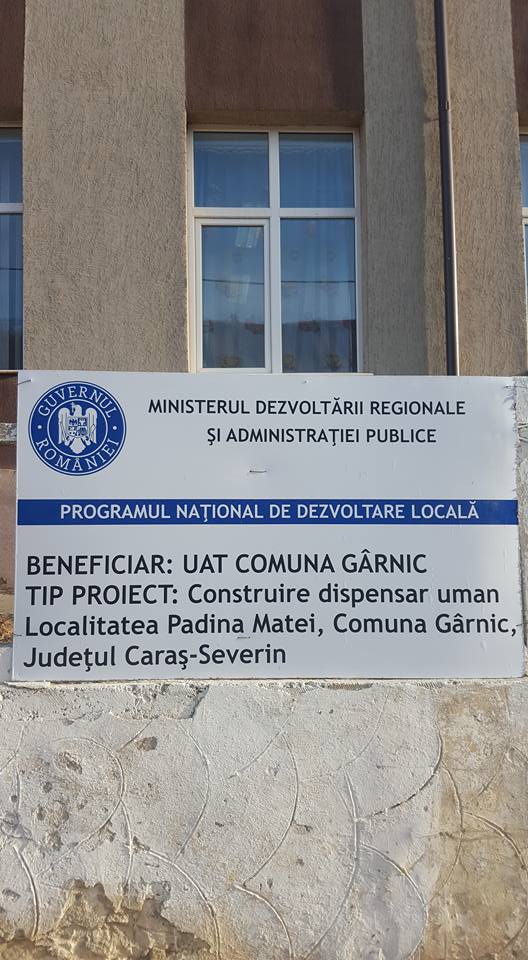 GUVERNUL ROMÂNIEI
MINISTERUL DEZVOLTĂRII REGIONALE
ŞI ADMINISTRAŢIEI PUBLICE
PROGRAMUL NAŢIONAL DE DEZVOLTARE LOCALĂ
BENEFICIAR: UAT COMUNA GÂRNIC
TIP PROIECT: Construire dispensar uman
Localitatea Padina Matei, Comuna Gârnic,
Judeţul Caraş-Severin